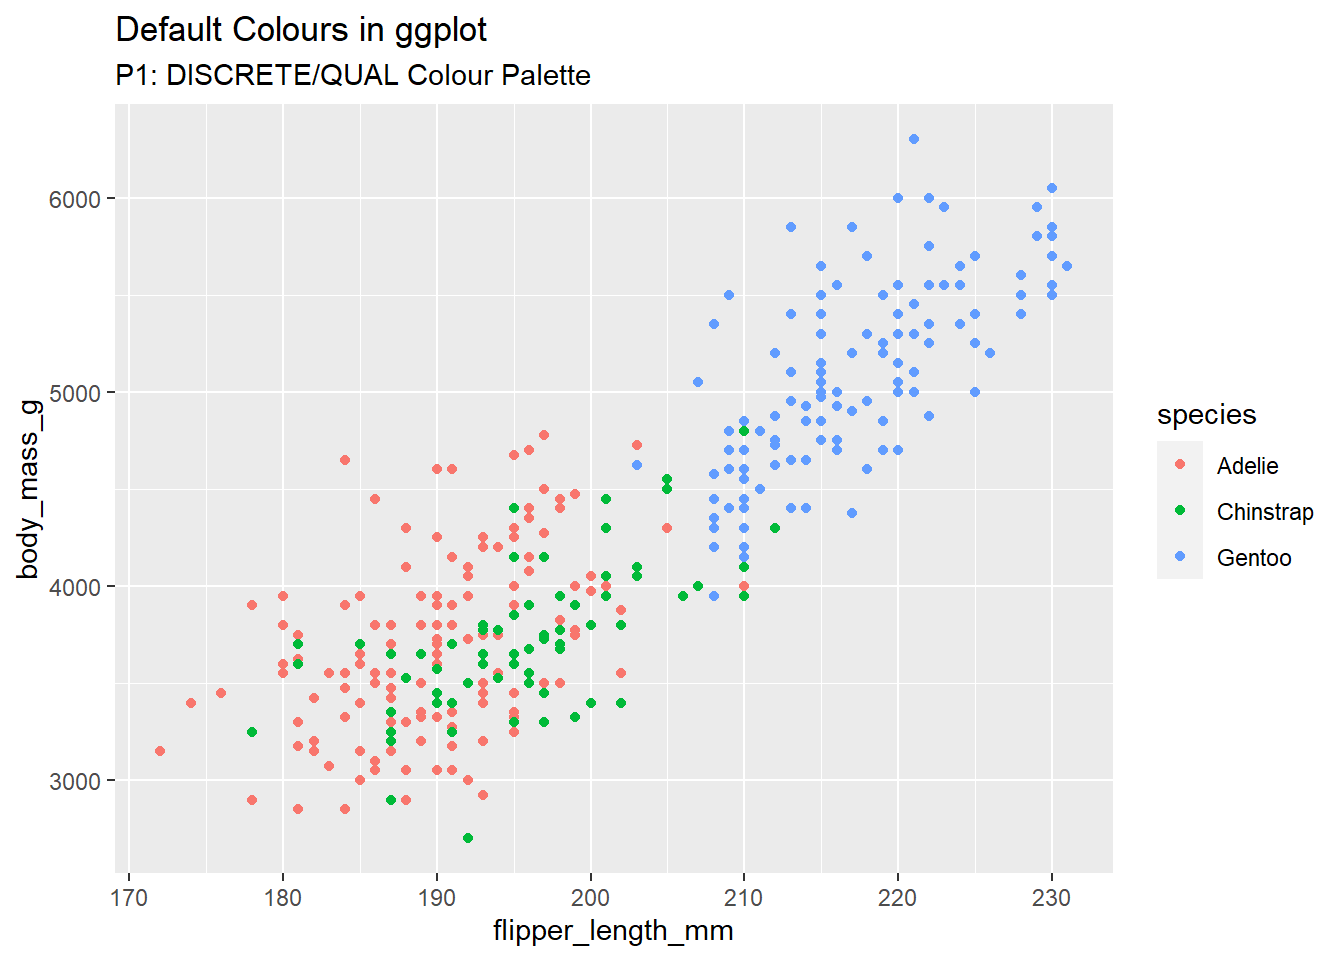 Default Colours in ggplot
P1: DISCRETE/QUAL Colour Palette
6000
5000
4000
3000
body_mass_g
170 180 190 200 210 220 230
flipper_length_mm
species
Adelie
Chinstrap
Gentoo